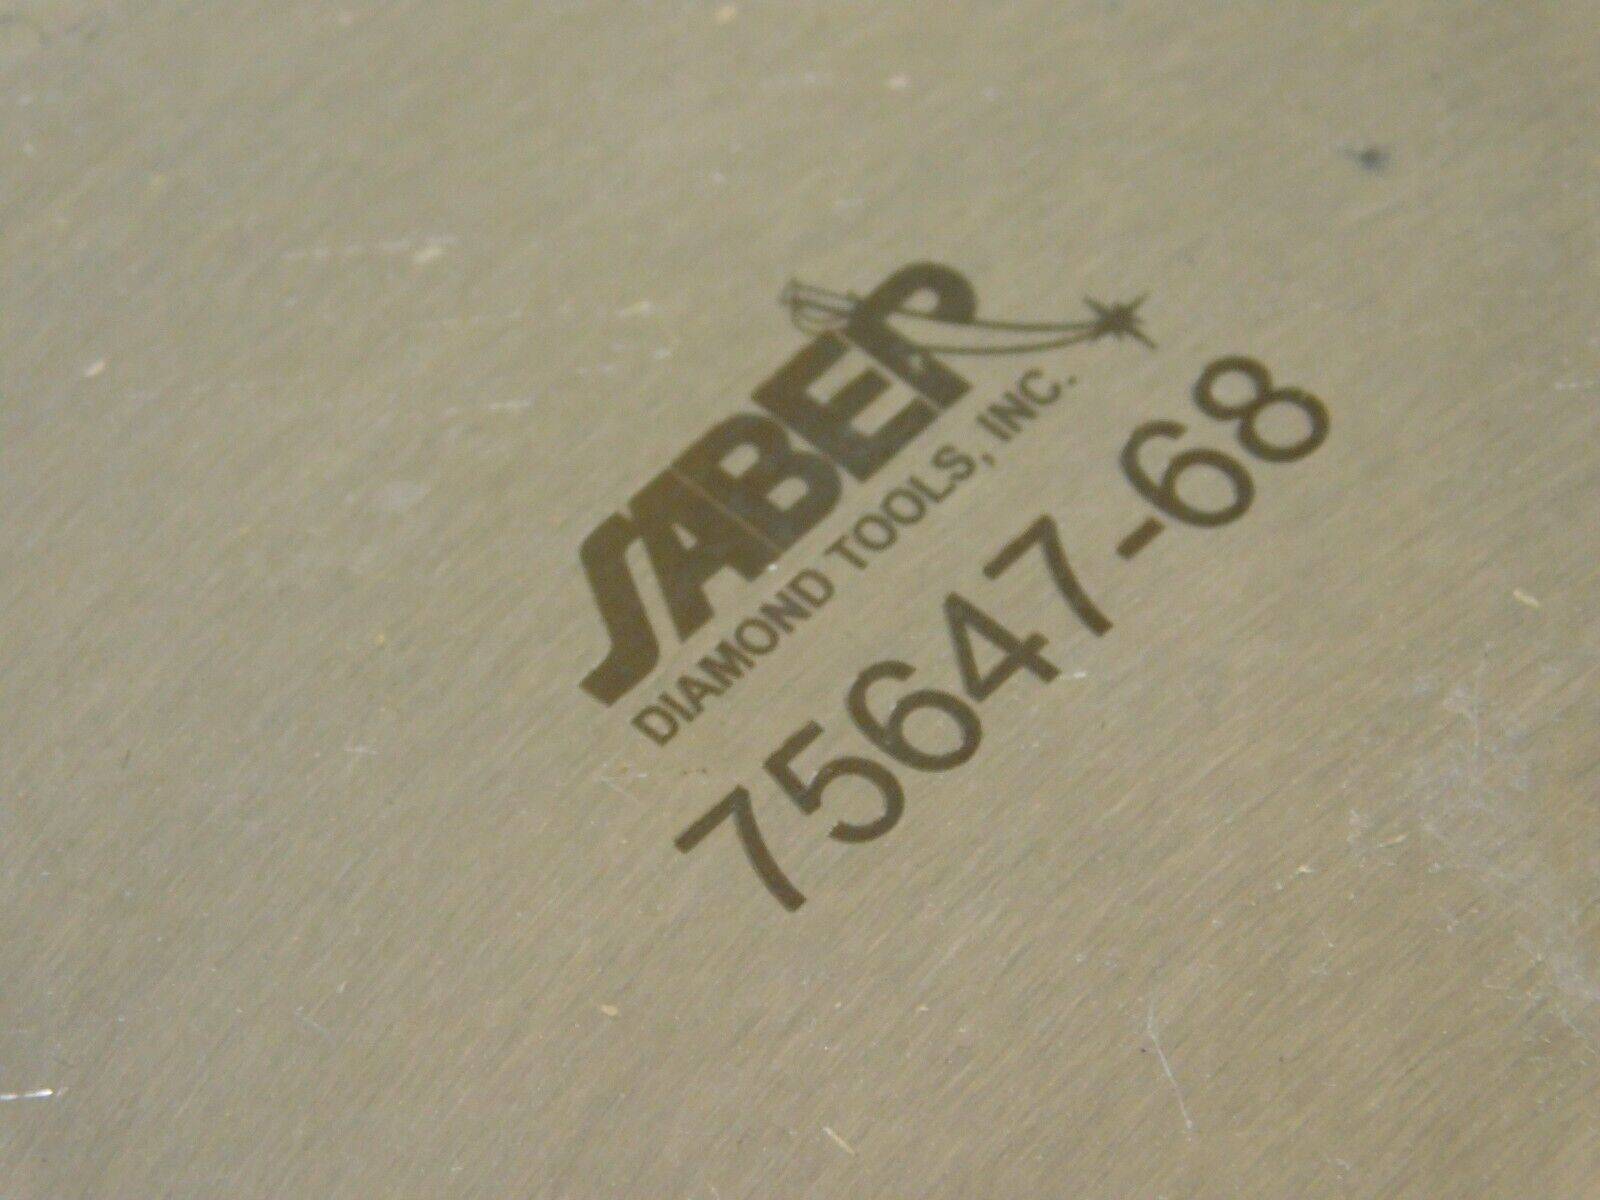 SABER
DIAMOND TOOLS, INC.
75647-68